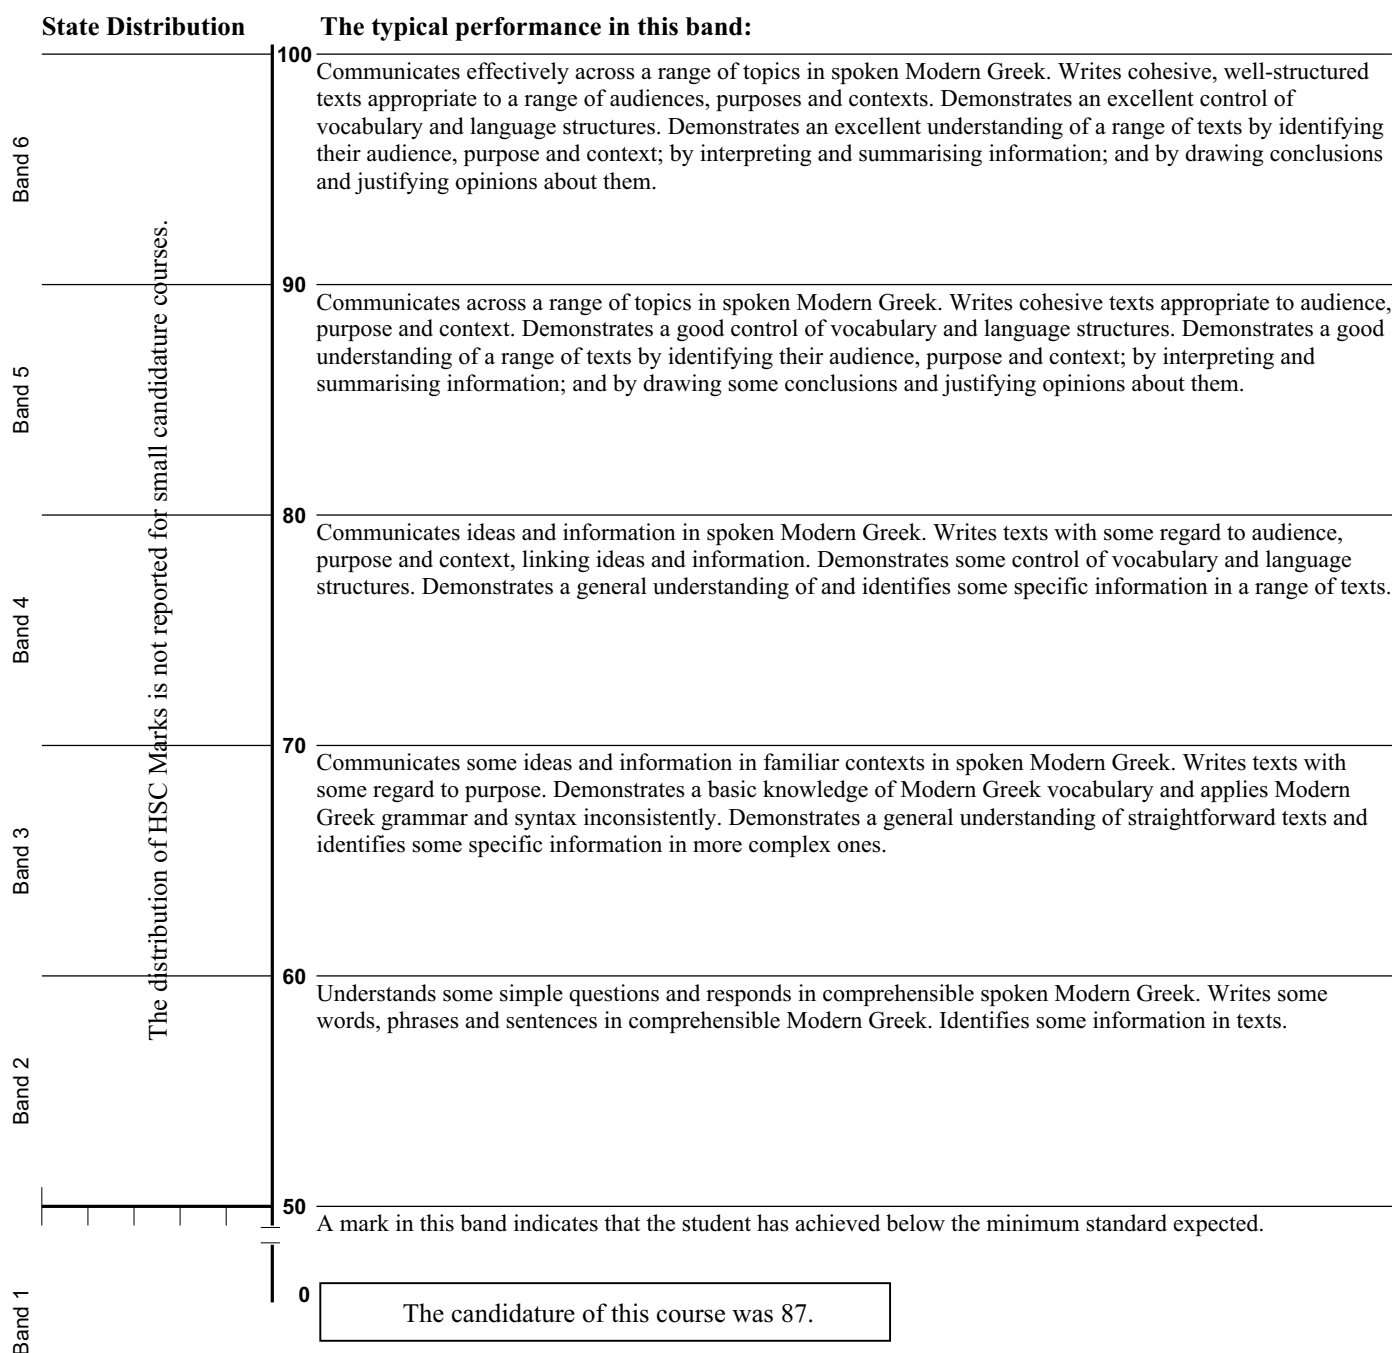 State Distribution
The typical performance in this band:
100
Communicates effectively across a range of topics in spoken Modern Greek. Writes cohesive, well-structured
texts appropriate to a range of audiences, purposes and contexts. Demonstrates an excellent control of
vocabulary and language structures. Demonstrates an excellent understanding of a range of texts by identifying
their audience, purpose and context; by interpreting and summarising information; and by drawing conclusions
and justifying opinions about them.
Band 6
90
Communicates across a range of topics in spoken Modern Greek. Writes cohesive texts appropriate to audience,
purpose and context. Demonstrates a good control of vocabulary and language structures. Demonstrates a good
understanding of a range of texts by identifying their audience, purpose and context; by interpreting and
summarising information; and by drawing some conclusions and justifying opinions about them.
Band 5
80
Communicates ideas and information in spoken Modern Greek. Writes texts with some regard to audience,
purpose and context, linking ideas and information. Demonstrates some control of vocabulary and language
structures. Demonstrates a general understanding of and identifies some specific information in a range of texts.
Band 4
The distribution of HSC Marks is not reported for small candidature courses.
70
Communicates some ideas and information in familiar contexts in spoken Modern Greek. Writes texts with
some regard to purpose. Demonstrates a basic knowledge of Modern Greek vocabulary and applies Modern
Greek grammar and syntax inconsistently. Demonstrates a general understanding of straightforward texts and
identifies some specific information in more complex ones.
Band 3
60
Understands some simple questions and responds in comprehensible spoken Modern Greek. Writes some
words, phrases and sentences in comprehensible Modern Greek. Identifies some information in texts.
Band 2
50
A mark in this band indicates that the student has achieved below the minimum standard expected.
0
Band 1
The candidature of this course was 87.